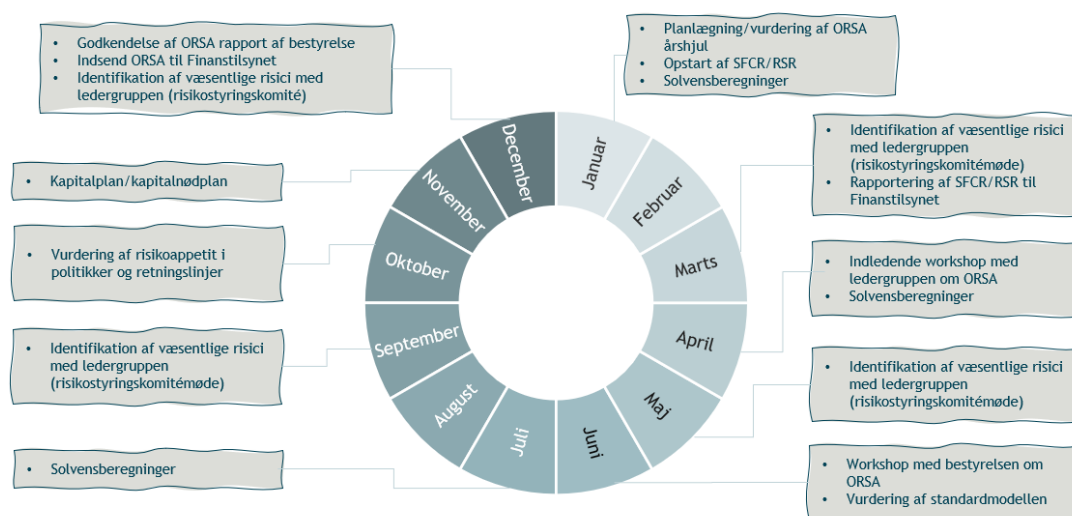 • Godkendelse af ORSA rapport af bestyrelse
• Indsend ORSA til Finanstilsynet
• Identifikation af væsentlige risici med
ledergruppen (risikostyringskomité)
• Planlægning/vurdering af ORSA
årshjul
• Opstart af SFCR/RSR
• Solvensberegninger
• Identifikation af væsentlige risici
med ledergruppen
(risikostyringskomitémøde)
• Rapportering af SFCR/RSR til
Finanstilsynet
• Kapitalplan/kapitalnødplan
• Vurdering af risikoappetit i
politikker og retningslinjer
• Indledende workshop med
ledergruppen om ORSA
• Solvensberegninger
• Identifikation af væsentlige risici
med ledergruppen
(risikostyringskomitémøde)
• Identifikation af væsentlige risici
med ledergruppen
(risikostyringskomitémøde)
• Solvensberegninger
• Workshop med bestyrelsen om
ORSA
• Vurdering af standardmodellen
Januar
Februar
Marts
April
Maj
Juni
Juli
August
September
Oktober
November
December